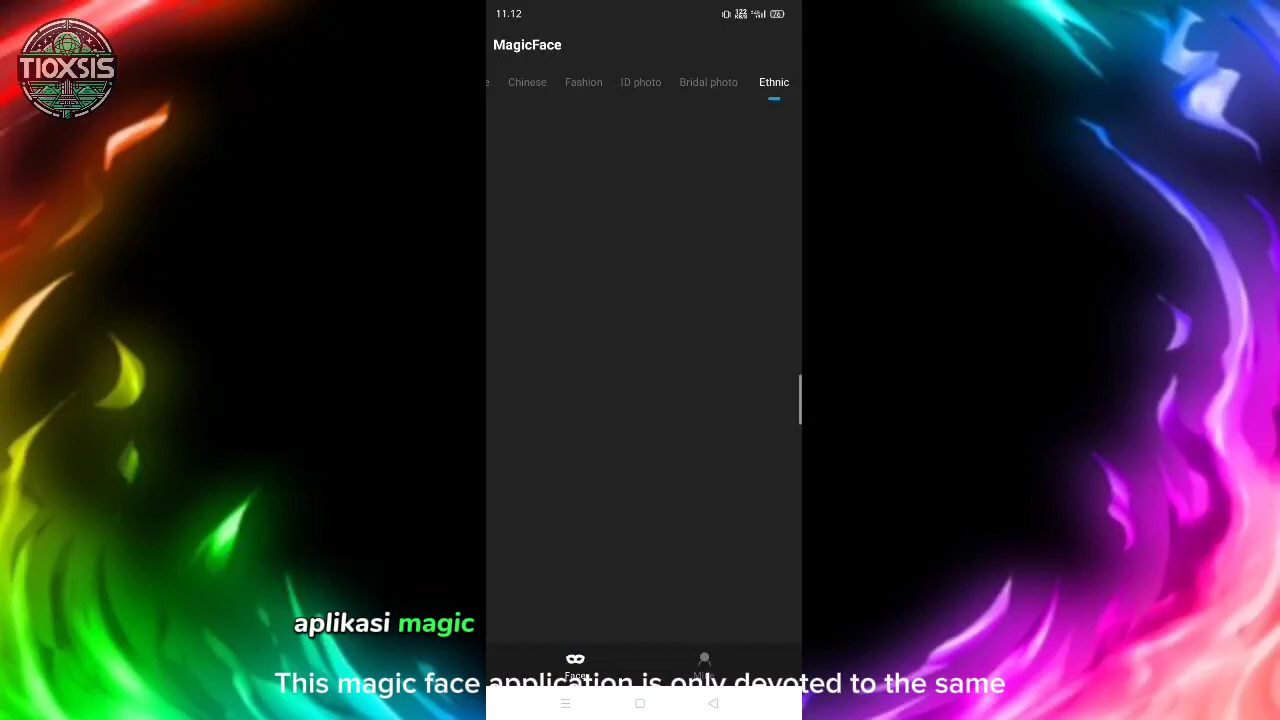 TIOXSIS
11.12
MagicFace
Chinese Fashion ID photo Bridal photo Ethnic
aplikasi magic
Face
This magic face application is only devoted to the same